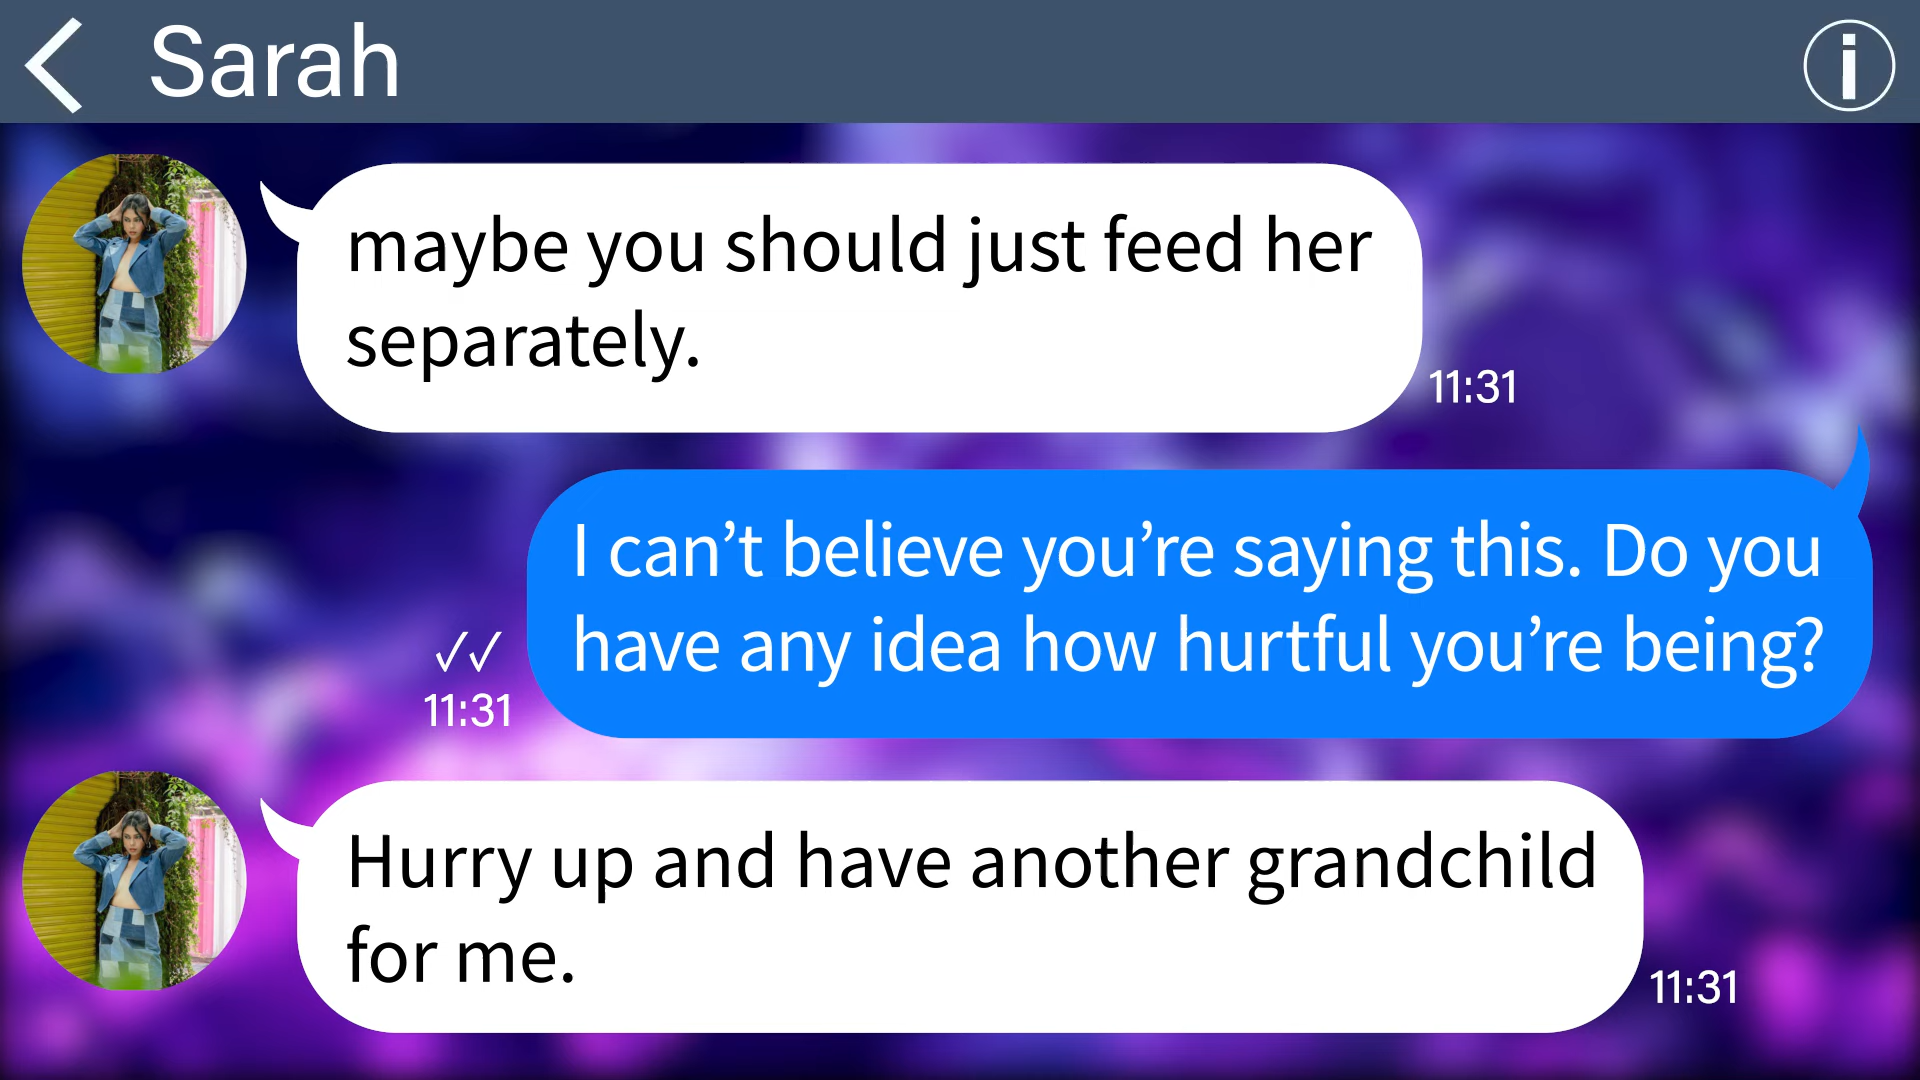 Sarah
maybe you should just feed her
separately.
11:31
I can’t believe you’re saying this. Do you
have any idea how hurtful you’re being?
✓✓
11:31
Hurry up and have another grandchild
for me.
11:31